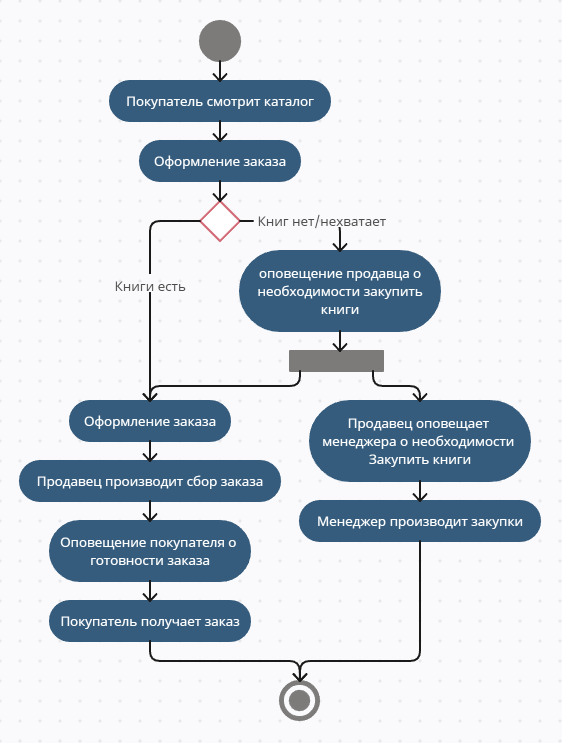 Покупатель смотрит каталог
Оформление заказа
Книг нет/нехватает
оповещение продавца о
необходимости закупить
книги
Книги есть
Оформление заказа
Продавец производит сбор заказа
Оповещение покупателя о
готовности заказа
Покупатель получает заказ
Продавец оповещает
менеджера о необходимости
Закупить книги
Менеджер производит закупки